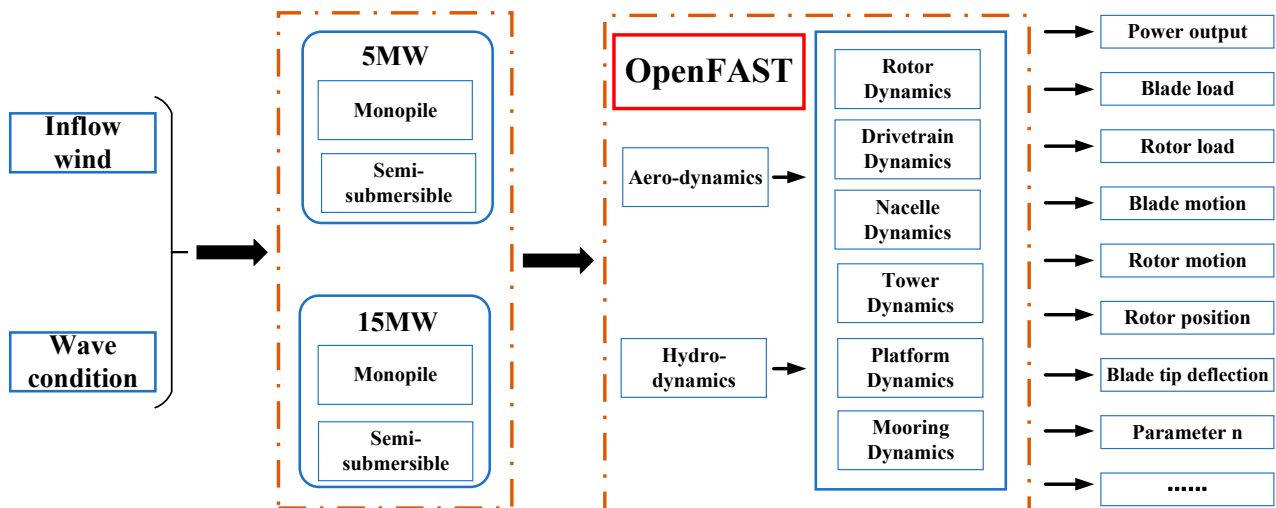 Inflow
wind
Wave
condition
5MW
Monopile
Semi-
submersible
15MW
Monopile
Semi-
submersible
OpenFAST
Aero-dynamics
Hydro-
dynamics
Rotor
Dynamics
Drivetrain
Dynamics
Nacelle
Dynamics
Tower
Dynamics
Platform
Dynamics
Mooring
Dynamics
Power output
Blade load
Rotor load
Blade motion
Rotor motion
Rotor position
Blade tip deflection
Parameter n
......